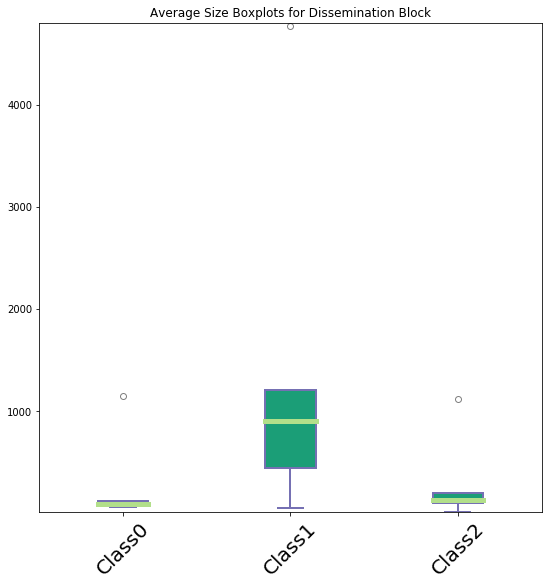 Average Size Boxplots for Dissemination Block
4000
3000
2000
1000
Class0
Class1
Class2